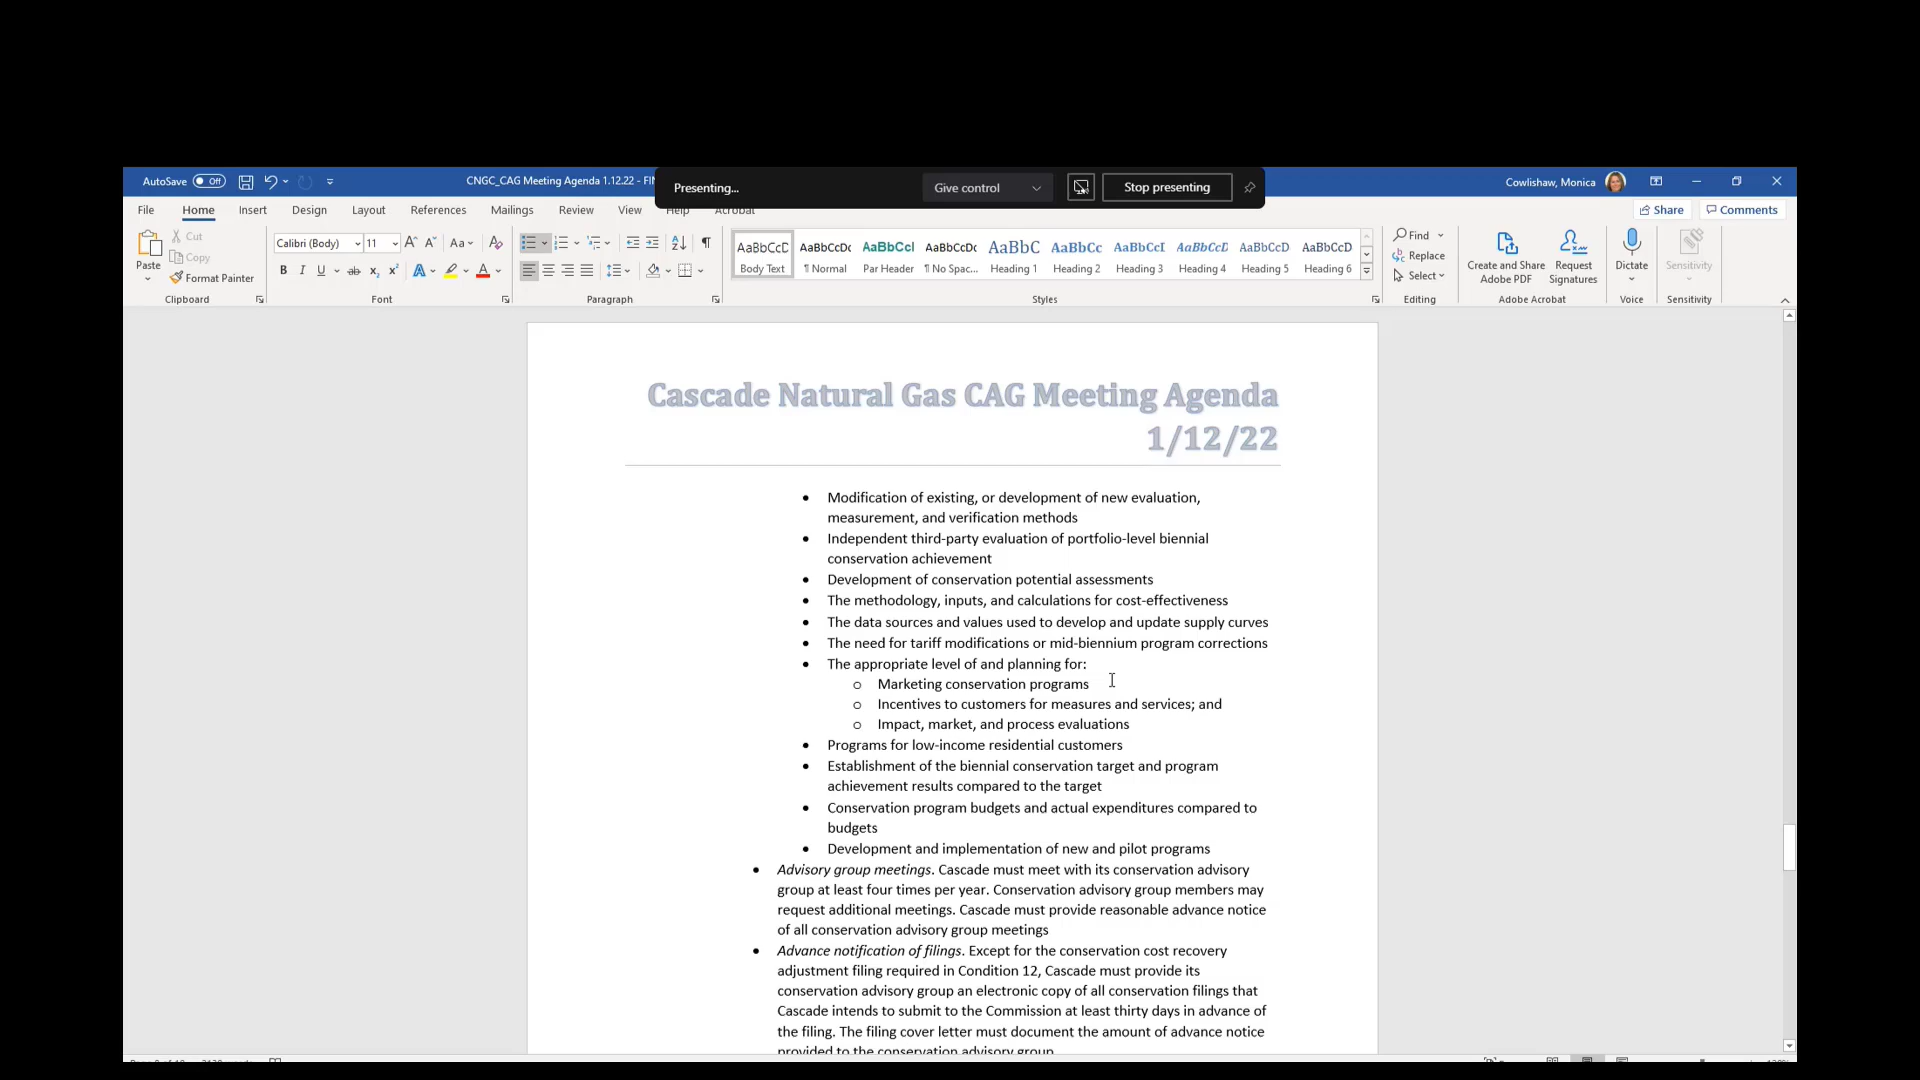 AutoSave Off
CNGC_CAG Meeting Agenda 1.12.22 - FIN
Presenting...
Give control
Stop presenting
Cowlishaw, Monica
File Home Insert Design Layout References Mailings Review View Help Acrobat
Share Comments
Paste
Cut
Copy
Format Painter
Clipboard
Calibri (Body) 11
Font
Paragraph
AaBbCcD AaBbCcDc AaBbCcI AaBbCcDc AaBbC AaBbCc AaBbCcI AaBbCcD AaBbCcD AaBbCcD
Body Text ¶ Normal Par Header ¶ No Spac... Heading 1 Heading 2 Heading 3 Heading 4 Heading 5 Heading 6
Styles
Find
Replace
Select
Editing
Create and Share
Adobe PDF
Request
Signatures
Adobe Acrobat
Dictate
Voice
Sensitivity
Sensitivity
Cascade Natural Gas CAG Meeting Agenda
1/12/22
• Modification of existing, or development of new evaluation,
measurement, and verification methods
• Independent third-party evaluation of portfolio-level biennial
conservation achievement
• Development of conservation potential assessments
• The methodology, inputs, and calculations for cost-effectiveness
• The data sources and values used to develop and update supply curves
• The need for tariff modifications or mid-biennium program corrections
• The appropriate level of and planning for:
o Marketing conservation programs
o Incentives to customers for measures and services; and
o Impact, market, and process evaluations
• Programs for low-income residential customers
• Establishment of the biennial conservation target and program
achievement results compared to the target
• Conservation program budgets and actual expenditures compared to
budgets
• Development and implementation of new and pilot programs
• Advisory group meetings. Cascade must meet with its conservation advisory
group at least four times per year. Conservation advisory group members may
request additional meetings. Cascade must provide reasonable advance notice
of all conservation advisory group meetings
• Advance notification of filings. Except for the conservation cost recovery
adjustment filing required in Condition 12, Cascade must provide its
conservation advisory group an electronic copy of all conservation filings that
Cascade intends to submit to the Commission at least thirty days in advance of
the filing. The filing cover letter must document the amount of advance notice
provided to the conservation advisory group.